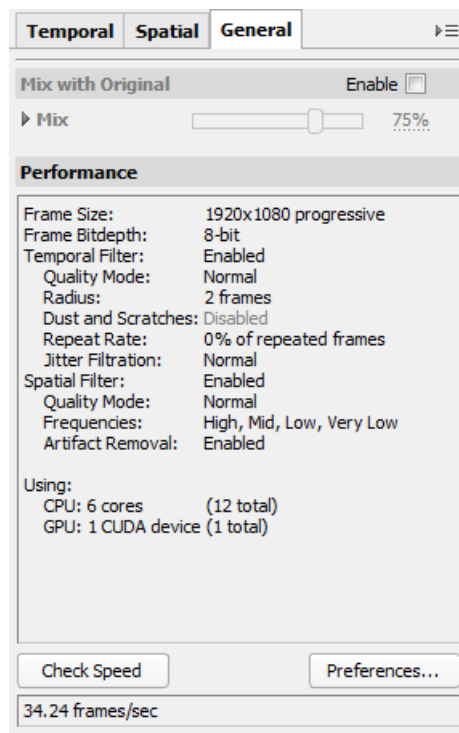 Temporal Spatial General
Mix with Original Enable
Mix 75%
Performance
Frame Size: 1920x1080 progressive
Frame Bitdepth: 8-bit
Temporal Filter: Enabled
Quality Mode: Normal
Radius: 2 frames
Dust and Scratches: Disabled
Repeat Rate: 0% of repeated frames
Jitter Filtration: Normal
Spatial Filter: Enabled
Quality Mode: Normal
Frequencies: High, Mid, Low, Very Low
Artifact Removal: Enabled
Using:
CPU: 6 cores (12 total)
GPU: 1 CUDA device (1 total)
Check Speed Preferences...
34.24 frames/sec